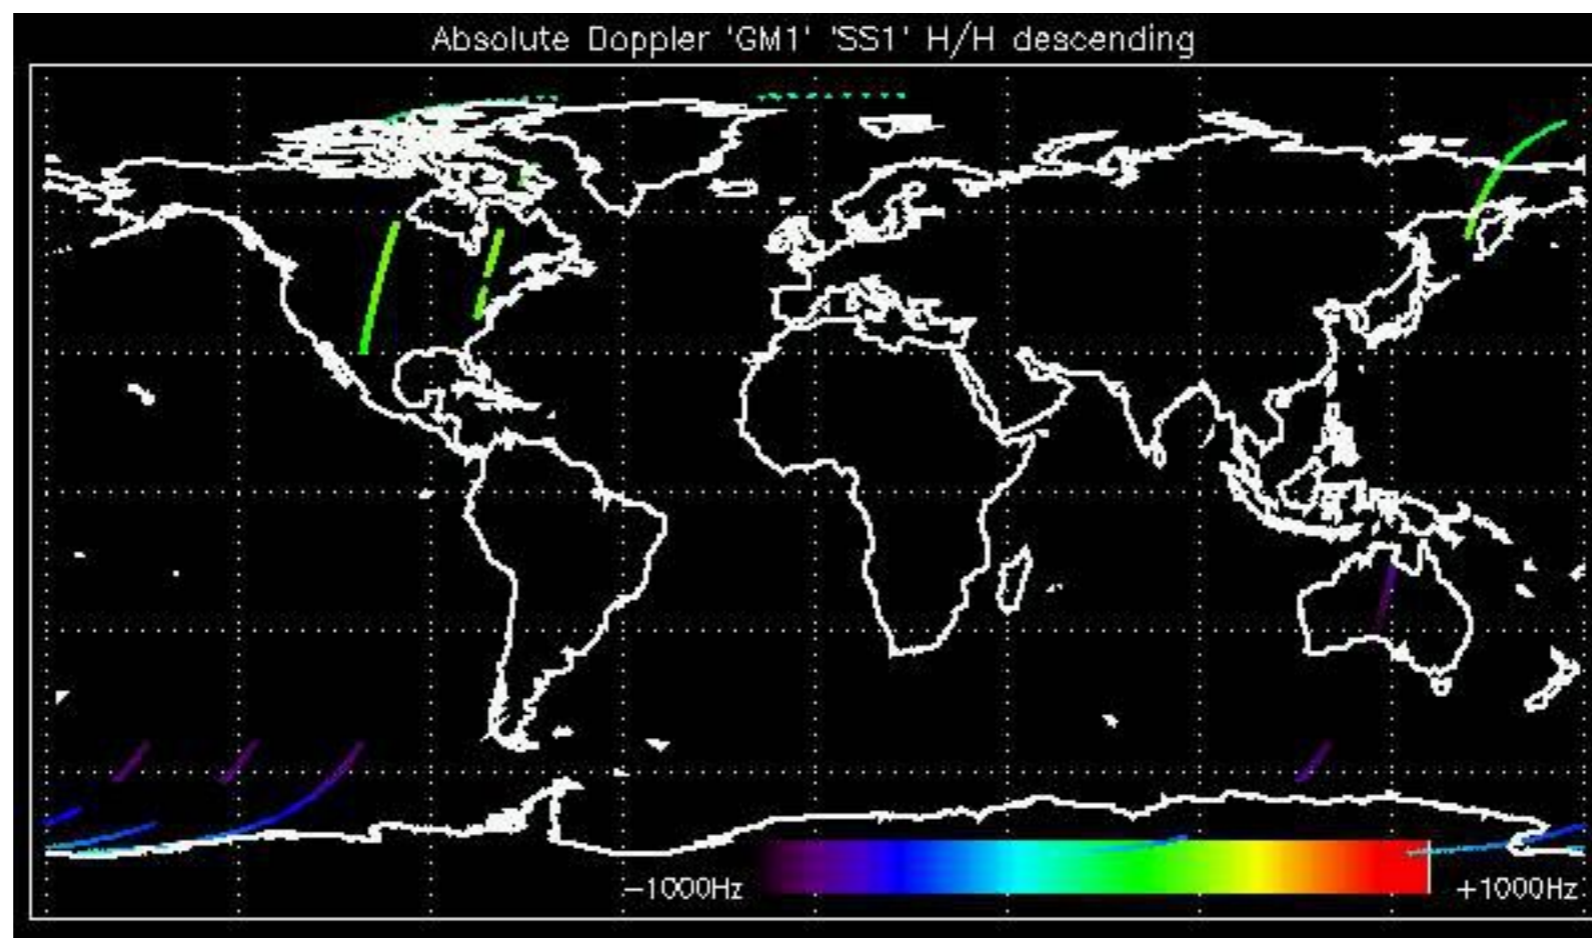 Absolute Doppler 'GM1' 'SS1' H/H descending
−1000Hz
+1000Hz